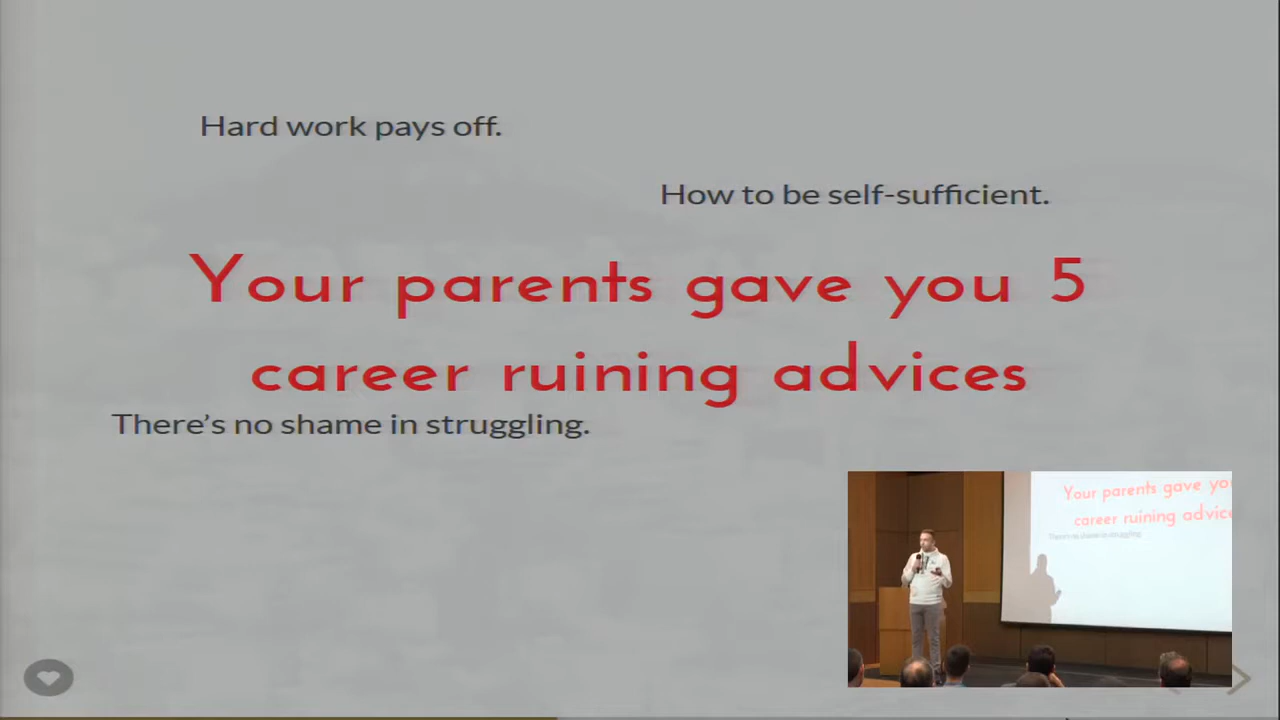 Hard work pays off.
How to be self-sufficient.
Your parents gave you 5
career ruining advices
There's no shame in struggling.
Your parents gave yo
career ruining advice
There's no shame in struggling.